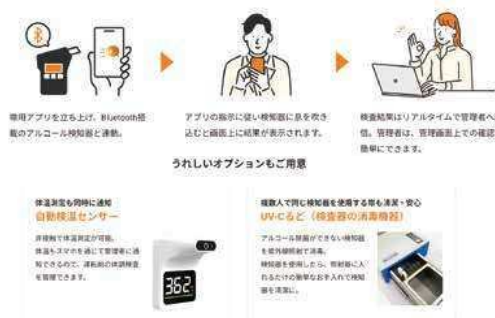 専用アプリを立ち上げ、Bluetooth搭
載のアルコール検知器と連動。
アプリの指示に従い検知器に息を吹き
込むと画面上に結果が表示されます。
検査結果はリアルタイムで管理者へ
信。管理者は、管理画面上での確認
簡単にできます。
うれしいオプションもご用意
体温測定も同時に通知
自動検温センサー
非接触で体温測定が可能。
体温もスマホを通じて管理者に通
知できるので、運転前の体調検査
を管理できます。
36.2
複数人で同じ検知器を使用する際も清潔・安心
UV-Cるど（検査器の消毒機器）
アルコール除菌ができない検知器
を紫外線照射で消毒。
検知器を使用したら、照射器に入
れるだけの簡単なお手入れで検知
器を清潔に。